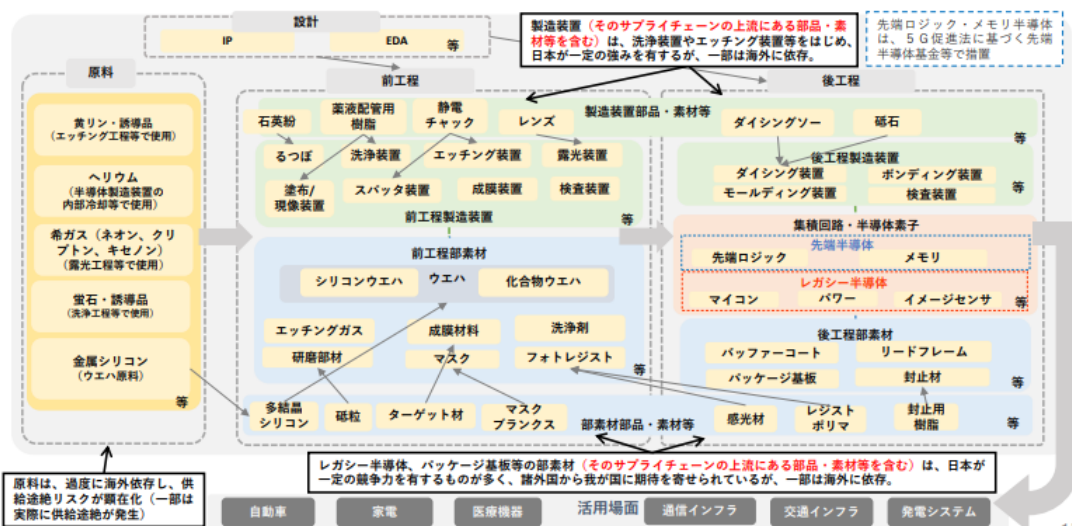 設計
IP
EDA
等
製造装置（そのサプライチェーンの上流にある部品・素
材等を含む）は、洗浄装置やエッチング装置等をはじめ、
日本が一定の強みを有するが、一部は海外に依存。
先端ロジック・メモリ半導体
は、５Ｇ促進法に基づく先端
半導体基金等で措置
原料
黄リン・誘導品
（エッチング工程等で使用）
ヘリウム
（半導体製造装置の
内部冷却等で使用）
希ガス（ネオン、クリ
プトン、キセノン）
（露光工程等で使用）
蛍石・誘導品
（洗浄工程等で使用）
金属シリコン
（ウエハ原料）
等
前工程
石英粉
薬液配管用
樹脂
静電
チャック
レンズ
製造装置部品・素材等
るつぼ
洗浄装置
エッチング装置
露光装置
塗布/
現像装置
スパッタ装置
成膜装置
検査装置
前工程製造装置
等
前工程部素材
シリコンウエハ
ウエハ
化合物ウエハ
エッチングガス
成膜材料
洗浄剤
研磨部材
マスク
フォトレジスト
等
多結晶
シリコン
砥粒
ターゲット材
マスク
ブランクス
部素材部品・素材等
後工程
ダイシングソー
砥石
等
後工程製造装置
ダイシング装置
ボンディング装置
モールディング装置
検査装置
等
集積回路・半導体素子
先端半導体
先端ロジック
メモリ
レガシー半導体
マイコン
パワー
イメージセンサ
等
後工程部素材
バッファーコート
リードフレーム
パッケージ基板
封止材
等
感光材
レジスト
ポリマ
封止用
樹脂
等
原料は、過度に海外依存し、供
給途絶リスクが顕在化（一部は
実際に供給途絶が発生）
レガシー半導体、パッケージ基板等の部素材（そのサプライチェーンの上流にある部品・素材等を含む）は、日本が
一定の競争力を有するものが多く、諸外国から我が国に期待を寄せられているが、一部は海外に依存。
自動車
家電
医療機器
活用場面
通信インフラ
交通インフラ
発電システム